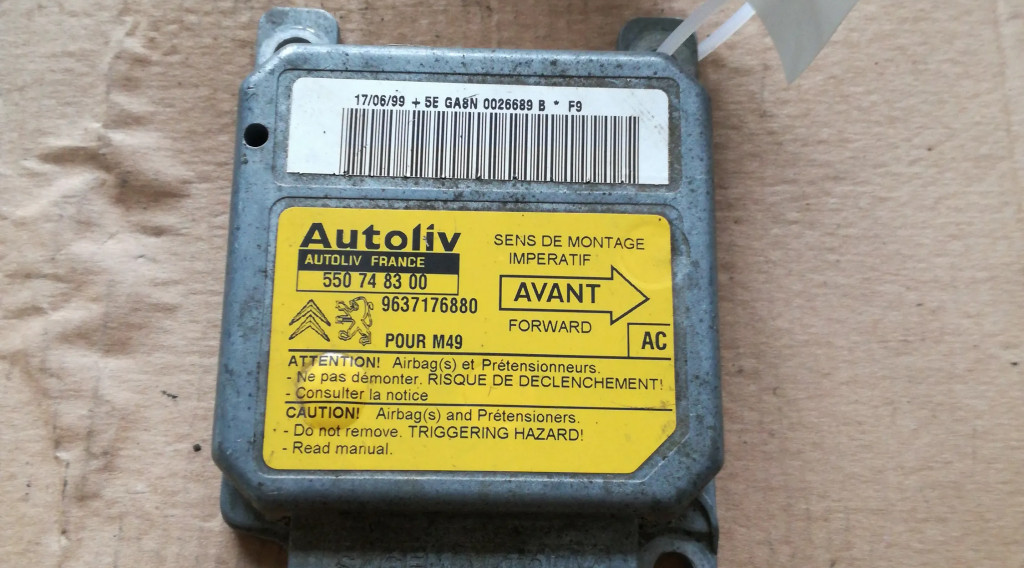 17/06/99 + 5E GA8N 0026689 B * F9
Autoliv
AUTOLIV FRANCE
550 74 8 3 00
9637176880
POUR M49
SENS DE MONTAGE
IMPERATIF
AVANT
FORWARD
AC
ATTENTION! Airbag(s) et Prétensionneurs.
- Ne pas démonter. RISQUE DE DECLENCHEMENT!
- Consulter la notice
CAUTION! Airbag(s) and Prétensioners.
- Do not remove. TRIGGERING HAZARD!
- Read manual.